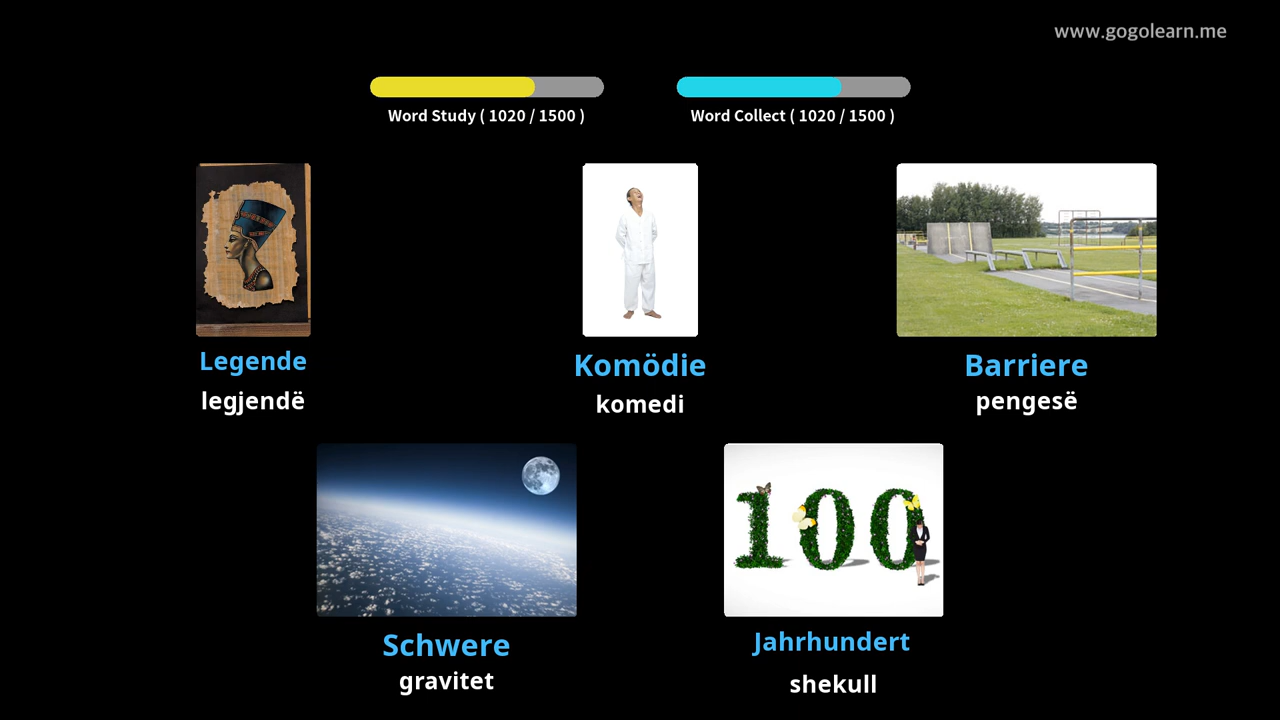 www.gogolearn.me
Word Study ( 1020 / 1500 )
Word Collect ( 1020 / 1500 )
Legende
legjendë
Komödie
komedi
Barriere
pengesë
100
Schwere
gravitet
Jahrhundert
shekull